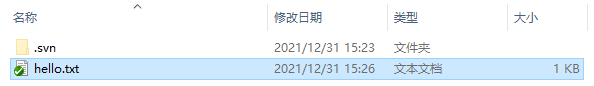 名称 修改日期 类型 大小
.svn 2021/12/31 15:23 文件夹
hello.txt 2021/12/31 15:26 文本文档 1 KB